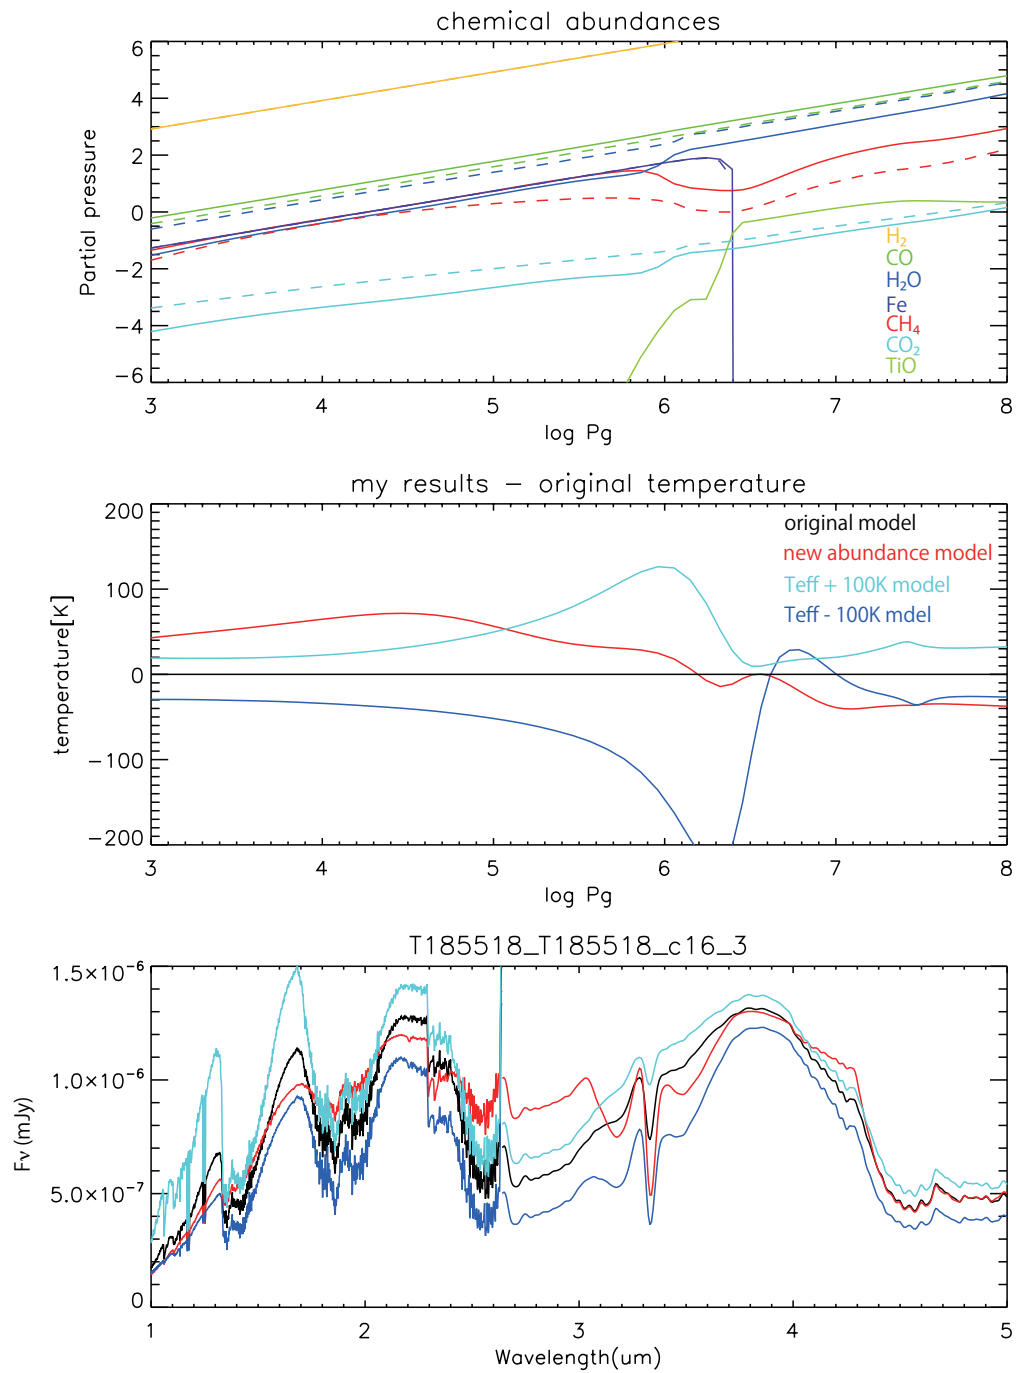 chemical abundances
6
4
2
0
−2
−4
−6
Partial pressure
H₂
CO
H₂O
Fe
CH₄
CO₂
TiO
3 4 5 6 7 8
log Pg
my results − original temperature
200
100
0
−100
−200
temperature[K]
original model
new abundance model
Teff + 100K model
Teff - 100K mdel
3 4 5 6 7 8
log Pg
T185518_T185518_c16_3
1.5×10⁻⁶
1.0×10⁻⁶
5.0×10⁻⁷
0
Fν (mJy)
1 2 3 4 5
Wavelength(um)